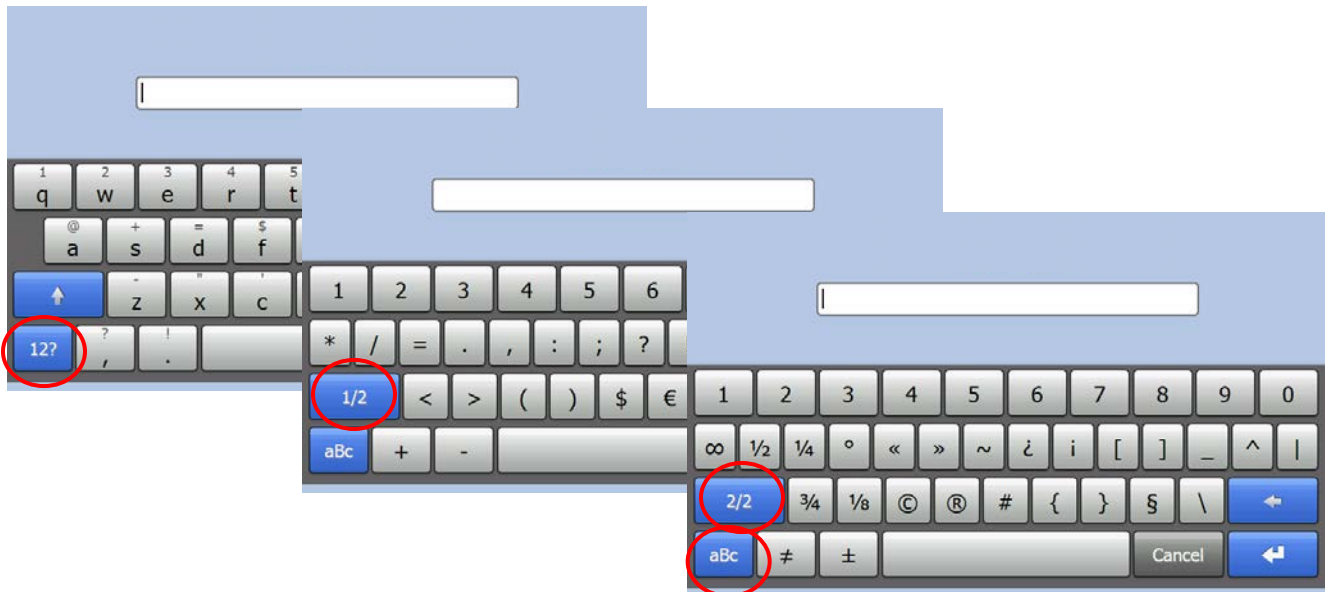 1 2 3 4 5
q w e r t
@ + = $
a s d f
- " '
z x c
12? ? !
, .
1 2 3 4 5 6
* / = . , : ; ?
1/2 < > ( ) $ €
aBc + -
1 2 3 4 5 6 7 8 9 0
∞ ½ ¼ ° « » ~ ¿ ¡ [ ] _ ^ |
2/2 ¾ ⅛ © ® # { } § \
aBc ≠ ± Cancel